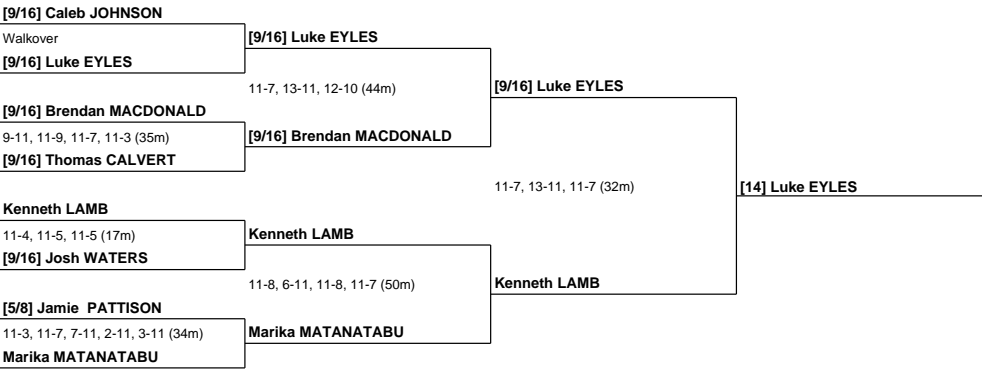 [9/16] Caleb JOHNSON
Walkover
[9/16] Luke EYLES
[9/16] Luke EYLES
11-7, 13-11, 12-10 (44m)
[9/16] Luke EYLES
[9/16] Brendan MACDONALD
9-11, 11-9, 11-7, 11-3 (35m)
[9/16] Brendan MACDONALD
[9/16] Thomas CALVERT
11-7, 13-11, 11-7 (32m)
[14] Luke EYLES
Kenneth LAMB
11-4, 11-5, 11-5 (17m)
Kenneth LAMB
[9/16] Josh WATERS
11-8, 6-11, 11-8, 11-7 (50m)
Kenneth LAMB
[5/8] Jamie  PATTISON
11-3, 11-7, 7-11, 2-11, 3-11 (34m)
Marika MATANATABU
Marika MATANATABU